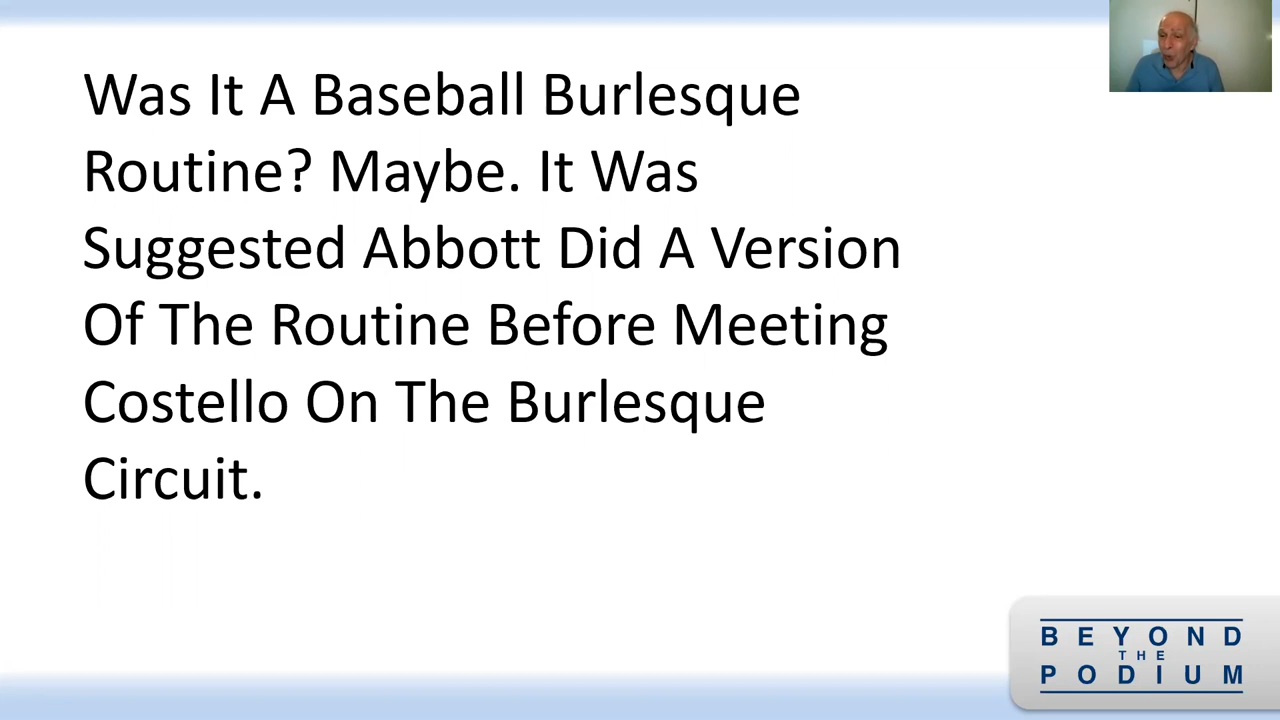 Was It A Baseball Burlesque
Routine? Maybe. It Was
Suggested Abbott Did A Version
Of The Routine Before Meeting
Costello On The Burlesque
Circuit.
BEYOND
THE
PODIUM